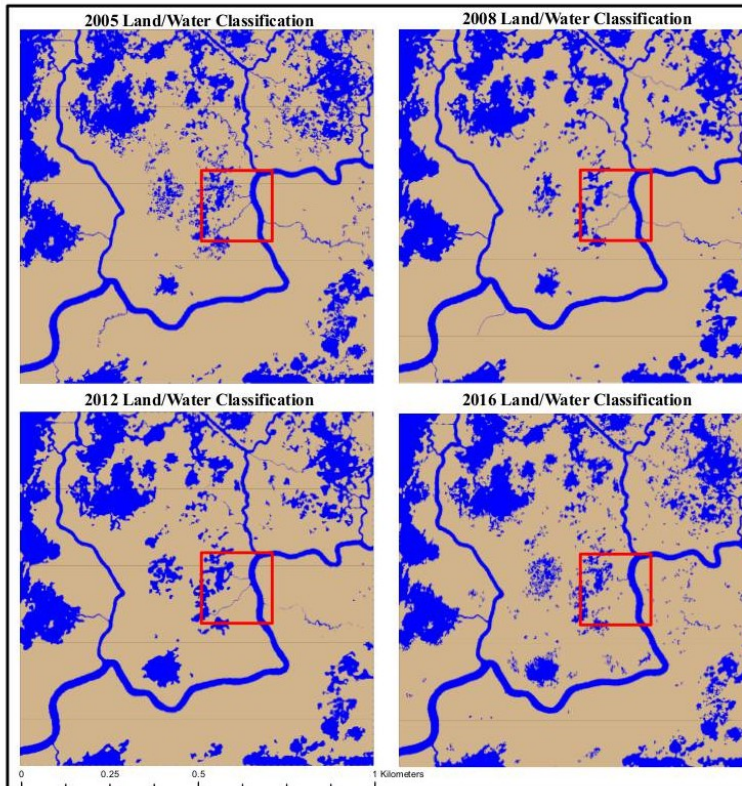 2005 Land/Water Classification
2008 Land/Water Classification
2012 Land/Water Classification
2016 Land/Water Classification
0 0.25 0.5 1 Kilometers